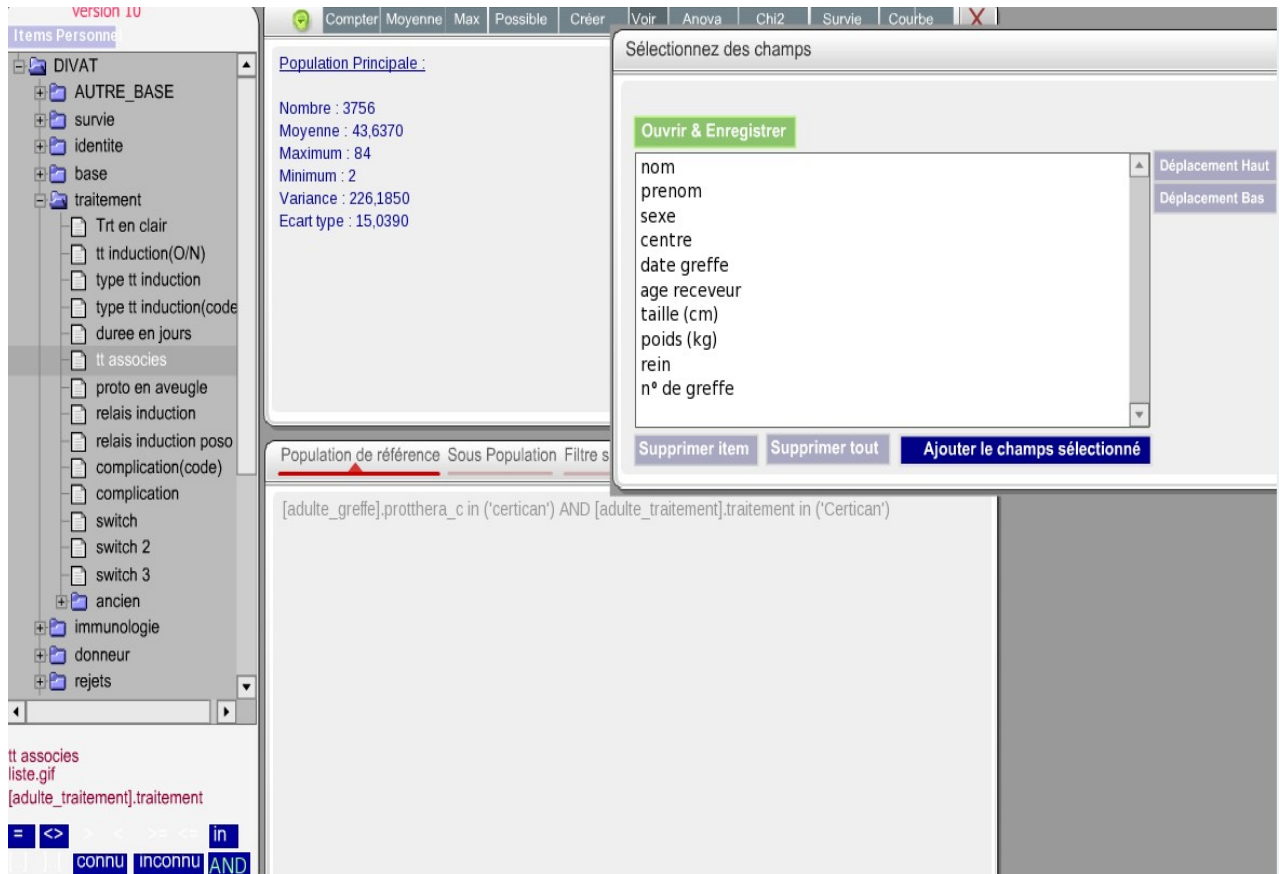 version 10
Items Personnel
DIVAT
AUTRE_BASE
survie
identite
base
traitement
Trt en clair
tt induction(O/N)
type tt induction
type tt induction(code
duree en jours
tt associes
proto en aveugle
relais induction
relais induction poso
complication(code)
complication
switch
switch 2
switch 3
ancien
immunologie
donneur
rejets
tt associes
liste.gif
[adulte_traitement].traitement
= <> > < >= <= in
connu inconnu AND
Compter Moyenne Max Possible Créer Voir Anova Chi2 Survie Courbe X
Population Principale :
Nombre : 3756
Moyenne : 43,6370
Maximum : 84
Minimum : 2
Variance : 226,1850
Ecart type : 15,0390
Sélectionnez des champs
Ouvrir & Enregistrer
nom
prenom
sexe
centre
date greffe
age receveur
taille (cm)
poids (kg)
rein
n° de greffe
Déplacement Haut
Déplacement Bas
Supprimer item Supprimer tout Ajouter le champs sélectionné
Population de référence Sous Population Filtre s
[adulte_greffe].protthera_c in ('certican') AND [adulte_traitement].traitement in ('Certican')